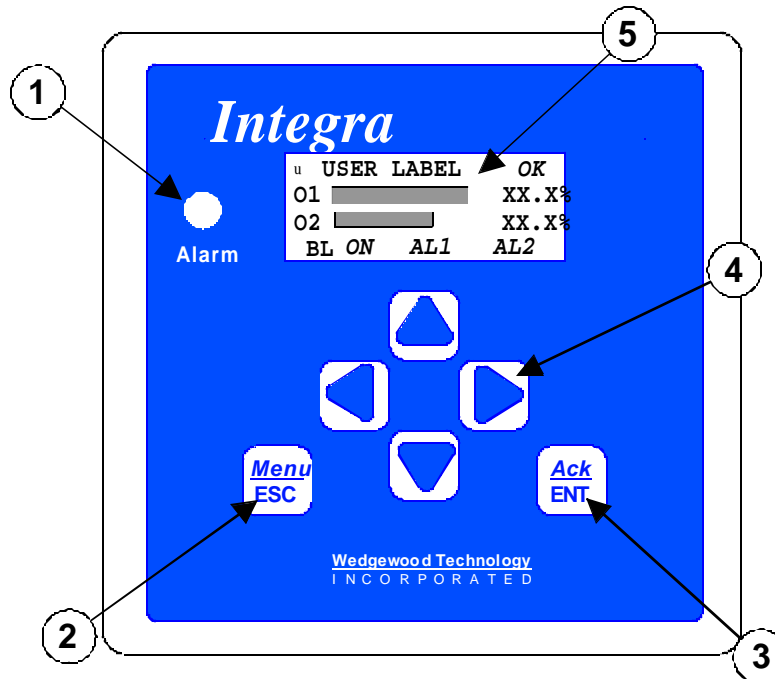 5
1
Integra
u USER LABEL OK
O1 XX.X%
O2 XX.X%
BL ON AL1 AL2
Alarm
4
Menu
ESC
Ack
ENT
Wedgewood Technology
INCORPORATED
2
3